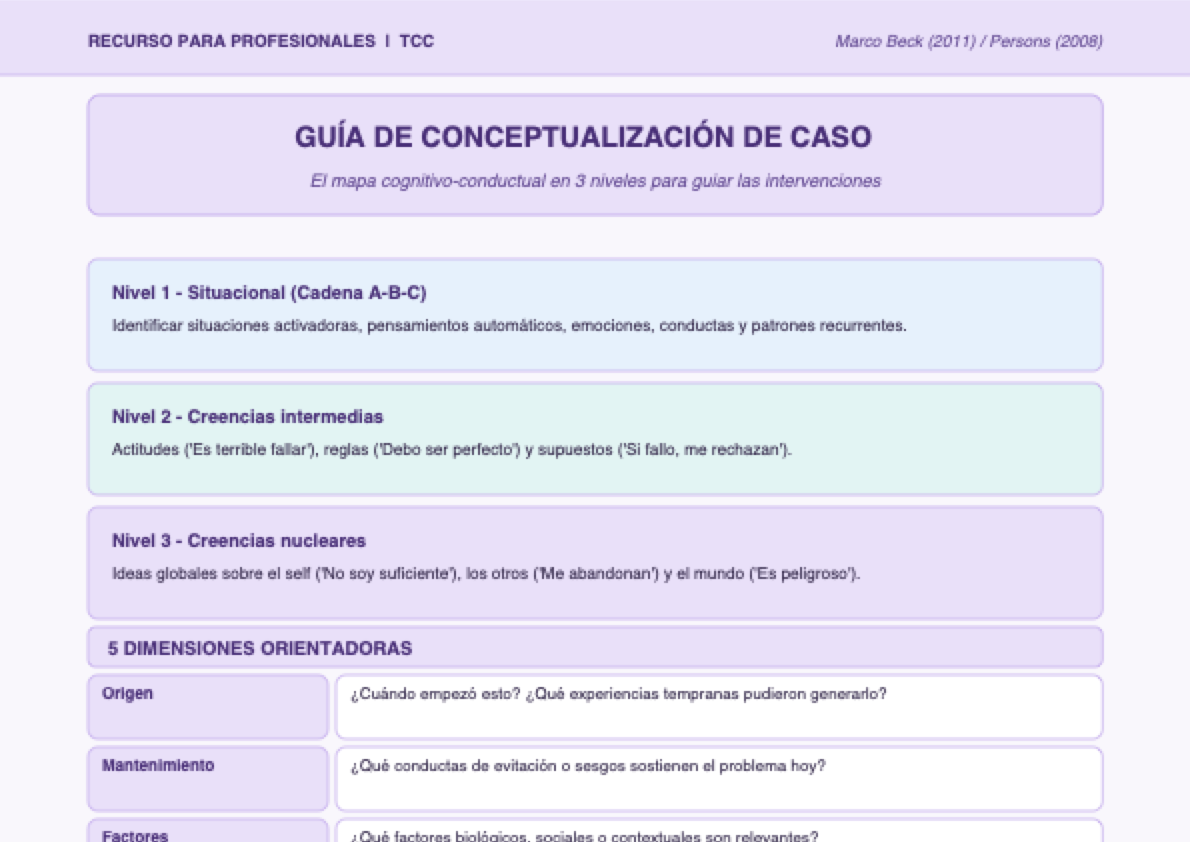 RECURSO PARA PROFESIONALES | TCC
Marco Beck (2011) / Persons (2008)
GUÍA DE CONCEPTUALIZACIÓN DE CASO
El mapa cognitivo-conductual en 3 niveles para guiar las intervenciones
Nivel 1 - Situacional (Cadena A-B-C)
Identificar situaciones activadoras, pensamientos automáticos, emociones, conductas y patrones recurrentes.
Nivel 2 - Creencias intermedias
Actitudes ('Es terrible fallar'), reglas ('Debo ser perfecto') y supuestos ('Si fallo, me rechazan').
Nivel 3 - Creencias nucleares
Ideas globales sobre el self ('No soy suficiente'), los otros ('Me abandonan') y el mundo ('Es peligroso').
5 DIMENSIONES ORIENTADORAS
Origen
¿Cuándo empezó esto? ¿Qué experiencias tempranas pudieron generarlo?
Mantenimiento
¿Qué conductas de evitación o sesgos sostienen el problema hoy?
Factores
¿Qué factores biológicos, sociales o contextuales son relevantes?